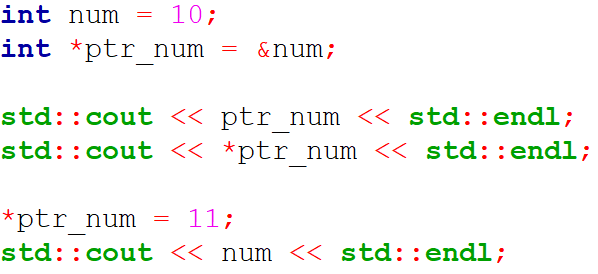 int num = 10;
int *ptr_num = &num;
std::cout << ptr_num << std::endl;
std::cout << *ptr_num << std::endl;
*ptr_num = 11;
std::cout << num << std::endl;